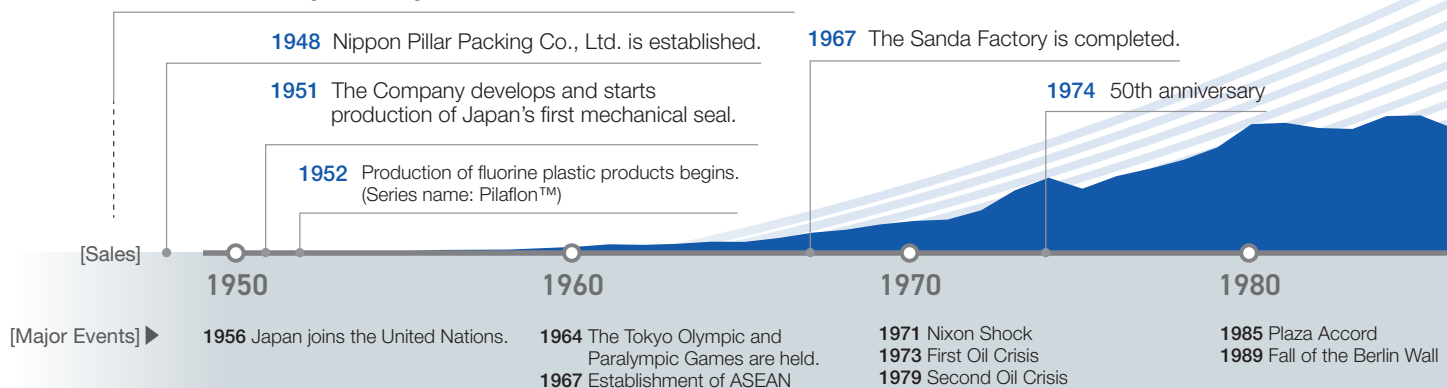 1948 Nippon Pillar Packing Co., Ltd. is established.
1967 The Sanda Factory is completed.
1951 The Company develops and starts
production of Japan's first mechanical seal.
1974 50th anniversary
1952 Production of fluorine plastic products begins.
(Series name: Pilaflon™)
[Sales]
1950
1960
1970
1980
[Major Events]
1956 Japan joins the United Nations.
1964 The Tokyo Olympic and
Paralympic Games are held.
1967 Establishment of ASEAN
1971 Nixon Shock
1973 First Oil Crisis
1979 Second Oil Crisis
1985 Plaza Accord
1989 Fall of the Berlin Wall